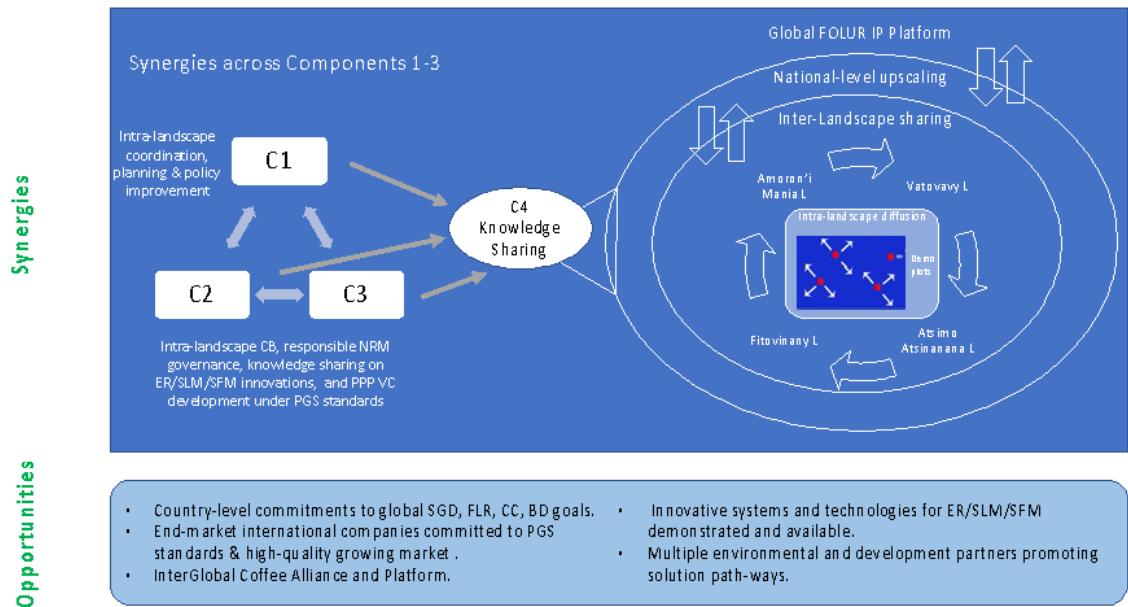 Synergies
Synergies across Components 1-3
Intra-landscape
coordination,
planning & policy
improvement
C1
C2
C3
Intra-landscape CB, responsible NRM
governance, knowledge sharing on
ER/SLM/SFM innovations, and PPP VC
development under PGS standards
C4
Knowledge
Sharing
Global FOLUR IP Platform
National-level upscaling
Inter-Landscape sharing
Amoron'i
Mania L
Vatovavy L
Intra-landscape diffusion
Demo
plots
Fitovinany L
Atsimo
Atsinanana L
Opportunities
• Country-level commitments to global SGD, FLR, CC, BD goals.
• End-market international companies committed to PGS
standards & high-quality growing market .
• InterGlobal Coffee Alliance and Platform.
• Innovative systems and technologies for ER/SLM/SFM
demonstrated and available.
• Multiple environmental and development partners promoting
solution path-ways.